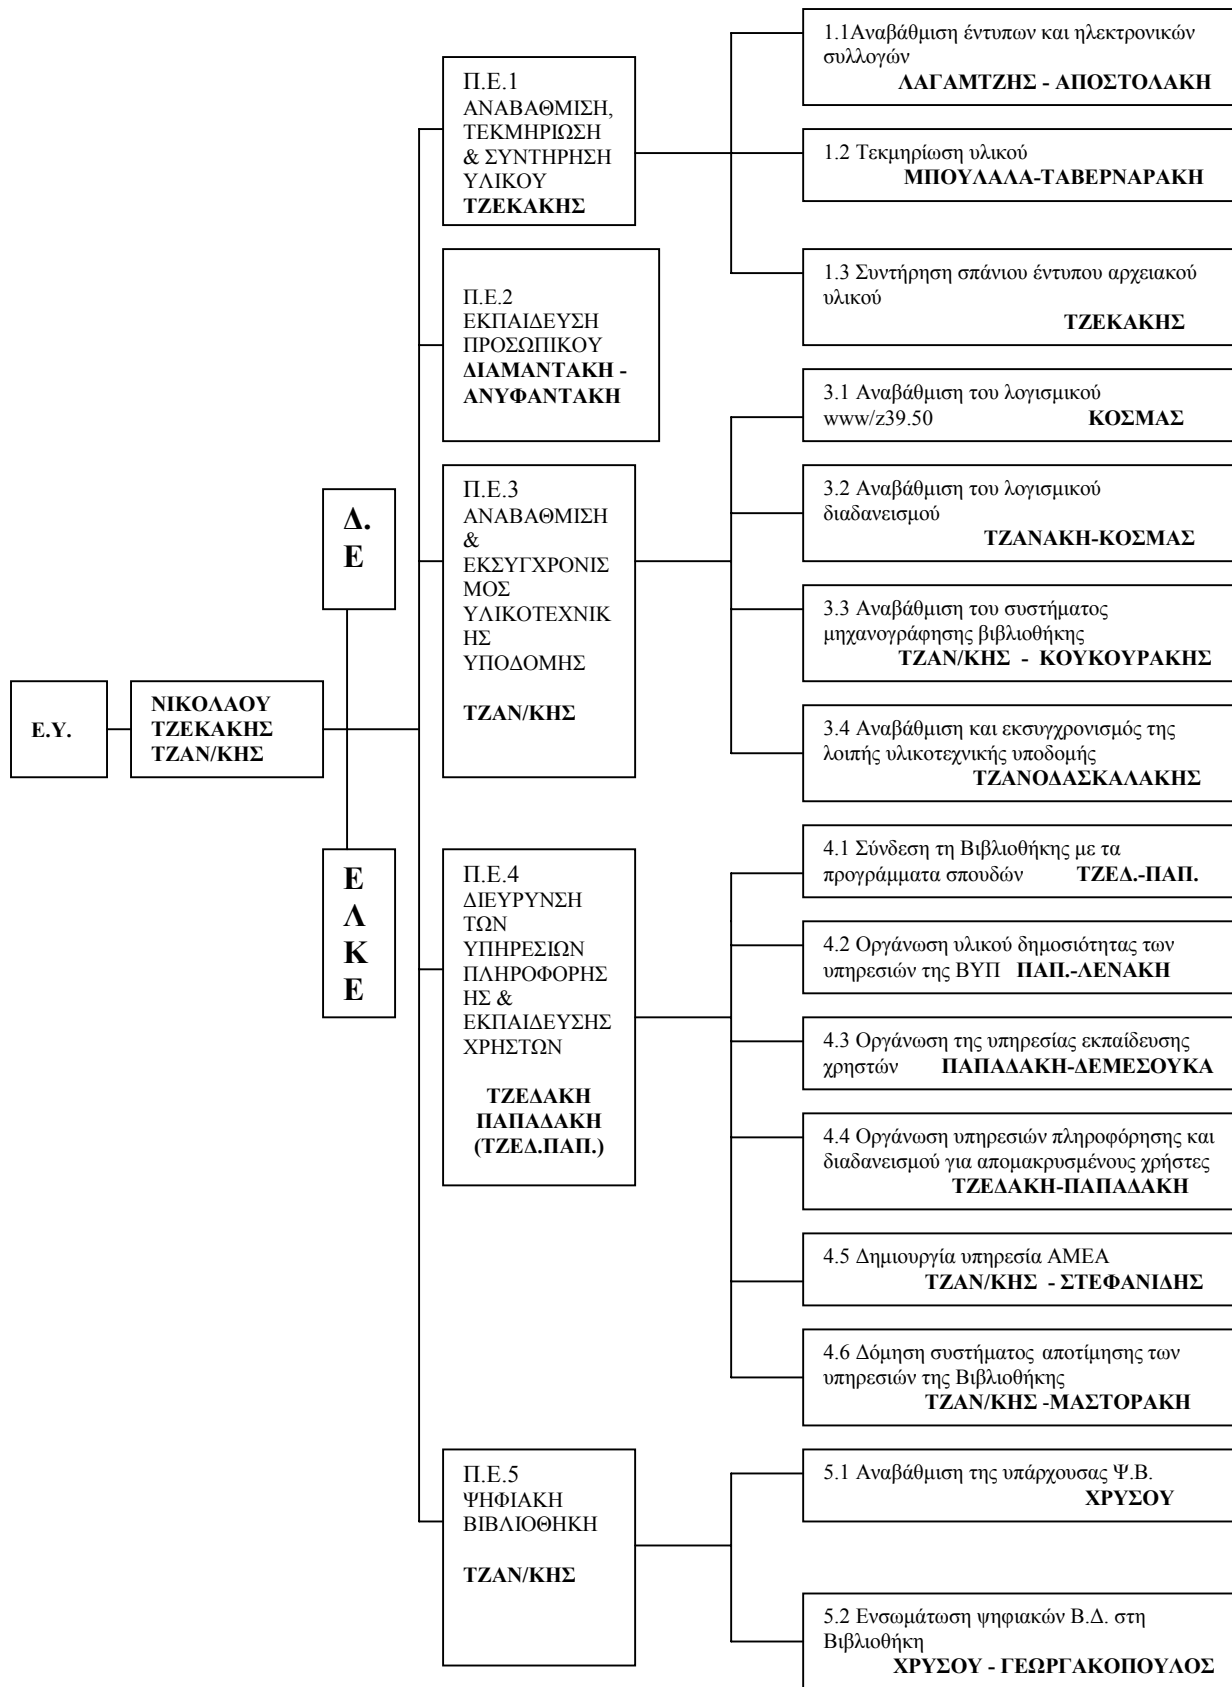 Ε.Υ.
ΝΙΚΟΛΑΟΥ
ΤΖΕΚΑΚΗΣ
ΤΖΑΝ/ΚΗΣ
Δ.
Ε
Ε
Λ
Κ
Ε
Π.Ε.1
ΑΝΑΒΑΘΜΙΣΗ,
ΤΕΚΜΗΡΙΩΣΗ
& ΣΥΝΤΗΡΗΣΗ
ΥΛΙΚΟΥ
ΤΖΕΚΑΚΗΣ
1.1Αναβάθμιση έντυπων και ηλεκτρονικών
συλλογών
ΛΑΓΑΜΤΖΗΣ - ΑΠΟΣΤΟΛΑΚΗ
1.2 Τεκμηρίωση υλικού
ΜΠΟΥΛΑΛΑ-ΤΑΒΕΡΝΑΡΑΚΗ
1.3 Συντήρηση σπάνιου έντυπου αρχειακού
υλικού
ΤΖΕΚΑΚΗΣ
Π.Ε.2
ΕΚΠΑΙΔΕΥΣΗ
ΠΡΟΣΩΠΙΚΟΥ
ΔΙΑΜΑΝΤΑΚΗ -
ΑΝΥΦΑΝΤΑΚΗ
Π.Ε.3
ΑΝΑΒΑΘΜΙΣΗ
&
ΕΚΣΥΓΧΡΟΝΙΣ
ΜΟΣ
ΥΛΙΚΟΤΕΧΝΙΚ
ΗΣ
ΥΠΟΔΟΜΗΣ
ΤΖΑΝ/ΚΗΣ
3.1 Αναβάθμιση του λογισμικού
www/z39.50 ΚΟΣΜΑΣ
3.2 Αναβάθμιση του λογισμικού
διαδανεισμού
ΤΖΑΝΑΚΗ-ΚΟΣΜΑΣ
3.3 Αναβάθμιση του συστήματος
μηχανογράφησης βιβλιοθήκης
ΤΖΑΝ/ΚΗΣ - ΚΟΥΚΟΥΡΑΚΗΣ
3.4 Αναβάθμιση και εκσυγχρονισμός της
λοιπής υλικοτεχνικής υποδομής
ΤΖΑΝΟΔΑΣΚΑΛΑΚΗΣ
Π.Ε.4
ΔΙΕΥΡΥΝΣΗ
ΤΩΝ
ΥΠΗΡΕΣΙΩΝ
ΠΛΗΡΟΦΟΡΗΣ
ΗΣ &
ΕΚΠΑΙΔΕΥΣΗΣ
ΧΡΗΣΤΩΝ
ΤΖΕΔΑΚΗ
ΠΑΠΑΔΑΚΗ
(ΤΖΕΔ.ΠΑΠ.)
4.1 Σύνδεση τη Βιβλιοθήκης με τα
προγράμματα σπουδών ΤΖΕΔ.-ΠΑΠ.
4.2 Οργάνωση υλικού δημοσιότητας των
υπηρεσιών της ΒΥΠ ΠΑΠ.-ΛΕΝΑΚΗ
4.3 Οργάνωση της υπηρεσίας εκπαίδευσης
χρηστών ΠΑΠΑΔΑΚΗ-ΔΕΜΕΣΟΥΚΑ
4.4 Οργάνωση υπηρεσιών πληροφόρησης και
διαδανεισμού για απομακρυσμένους χρήστες
ΤΖΕΔΑΚΗ-ΠΑΠΑΔΑΚΗ
4.5 Δημιουργία υπηρεσία ΑΜΕΑ
ΤΖΑΝ/ΚΗΣ - ΣΤΕΦΑΝΙΔΗΣ
4.6 Δόμηση συστήματος αποτίμησης των
υπηρεσιών της Βιβλιοθήκης
ΤΖΑΝ/ΚΗΣ -ΜΑΣΤΟΡΑΚΗ
Π.Ε.5
ΨΗΦΙΑΚΗ
ΒΙΒΛΙΟΘΗΚΗ
ΤΖΑΝ/ΚΗΣ
5.1 Αναβάθμιση της υπάρχουσας Ψ.Β.
ΧΡΥΣΟΥ
5.2 Ενσωμάτωση ψηφιακών Β.Δ. στη
Βιβλιοθήκη
ΧΡΥΣΟΥ - ΓΕΩΡΓΑΚΟΠΟΥΛΟΣ